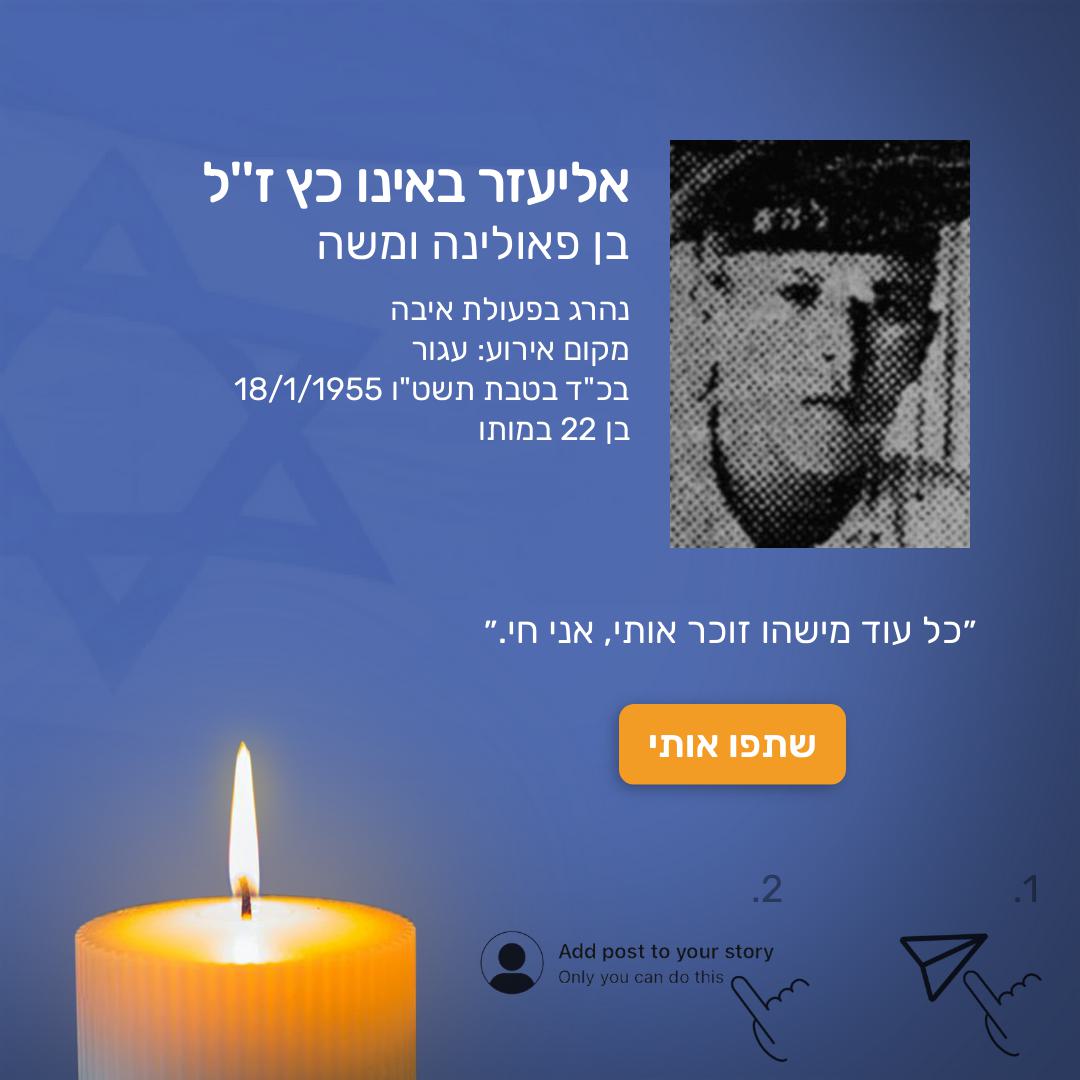 אליעזר באינו כץ ז"ל
בן פאולינה ומשה
נהרג בפעולת איבה
מקום אירוע: עגור
בכ"ד בטבת תשט"ו 18/1/1955
בן 22 במותו
״כל עוד מישהו זוכר אותי, אני חי.״
שתפו אותי
.1
.2
Add post to your story
Only you can do this